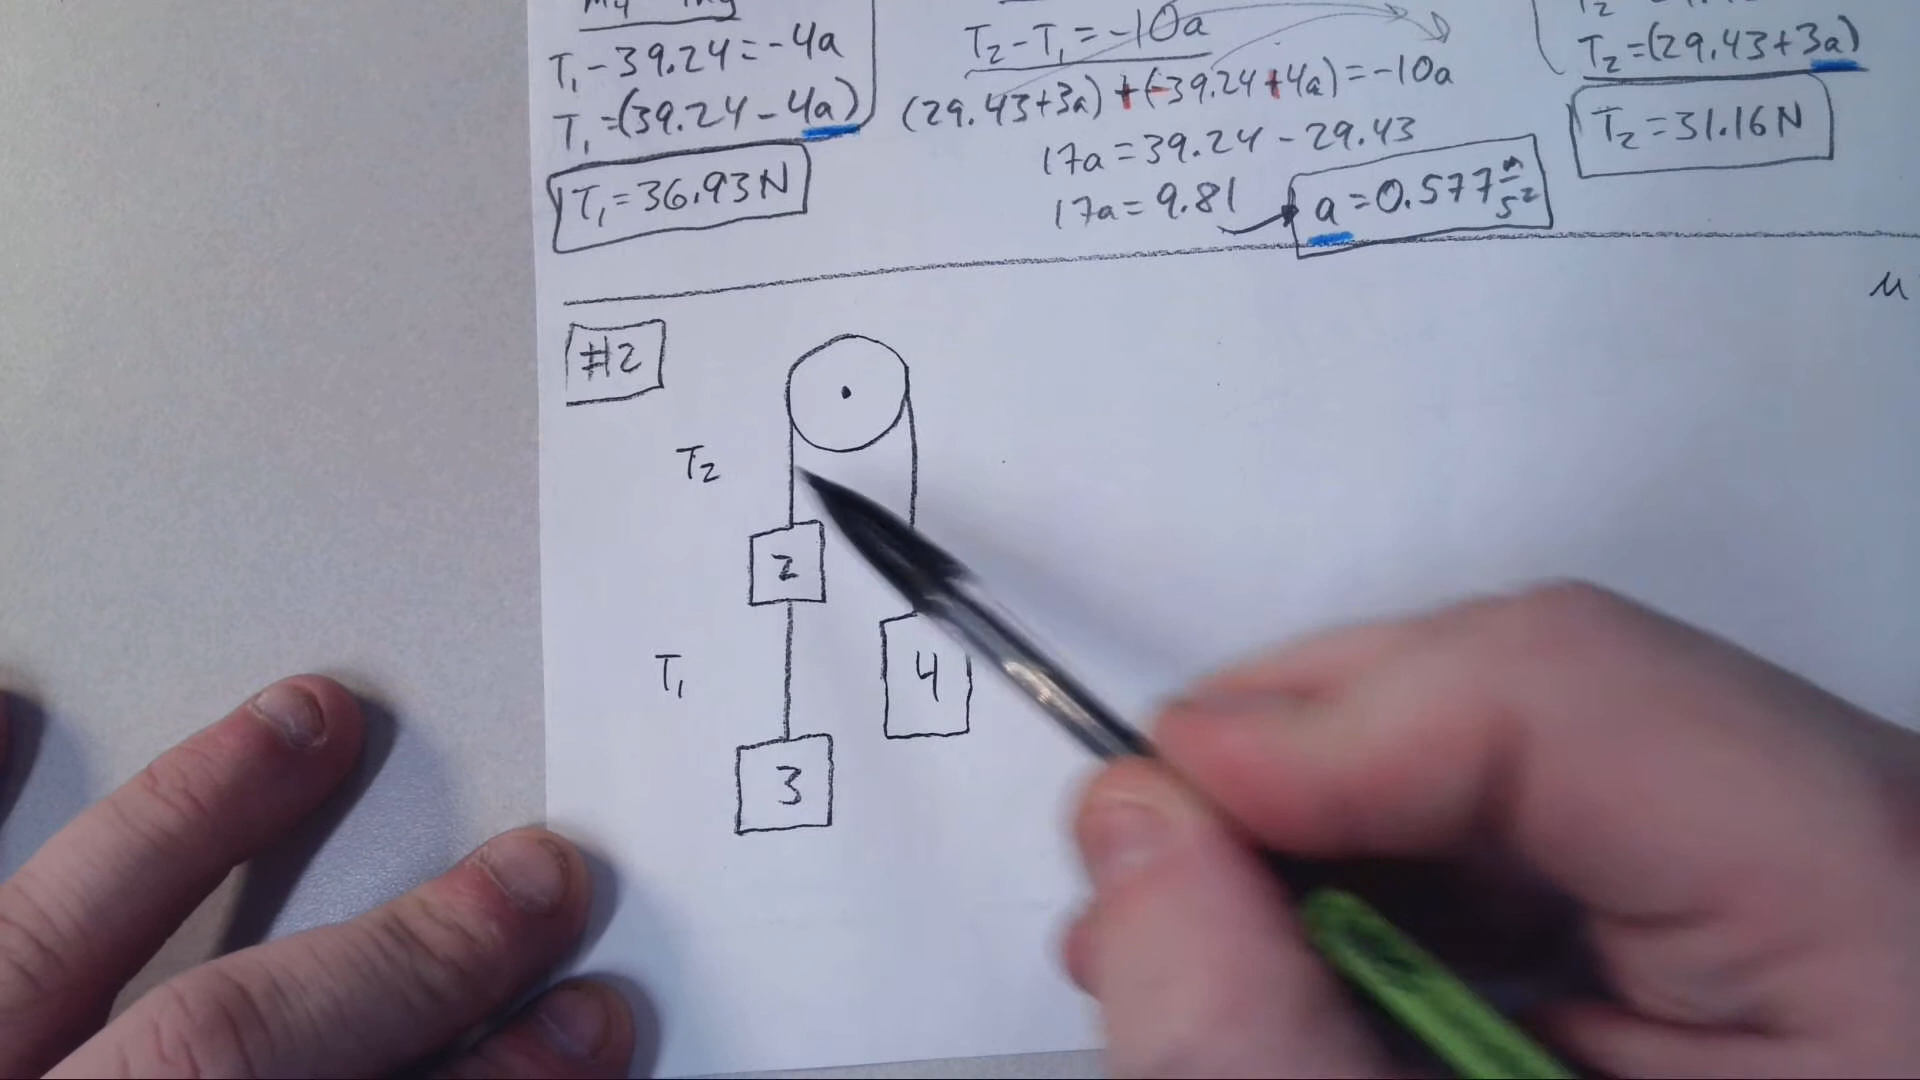 T₁ - 39.24 = -4a
T₁ = (39.24 - 4a)
T₁ = 36.93 N
T₂ - T₁ = -10a
(29.43 + 3a) + (-39.24 + 4a) = -10a
17a = 39.24 - 29.43
17a = 9.81
a = 0.577 m/s²
T₂ = (29.43 + 3a)
T₂ = 31.16 N
#2
T₂
2
T₁
4
3